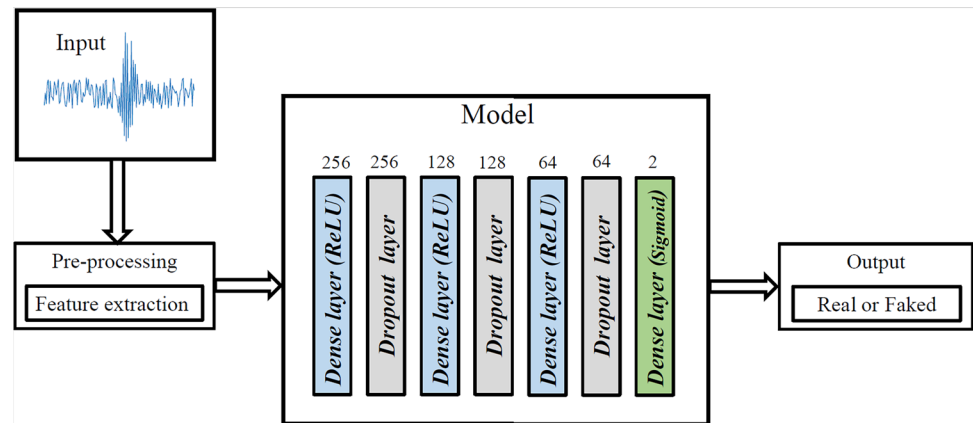 Input
Model
256 256 128 128 64 64 2
Dense layer (ReLU)
Dropout layer
Dense layer (ReLU)
Dropout layer
Dense layer (ReLU)
Dropout layer
Dense layer (Sigmoid)
Pre-processing
Feature extraction
Output
Real or Faked